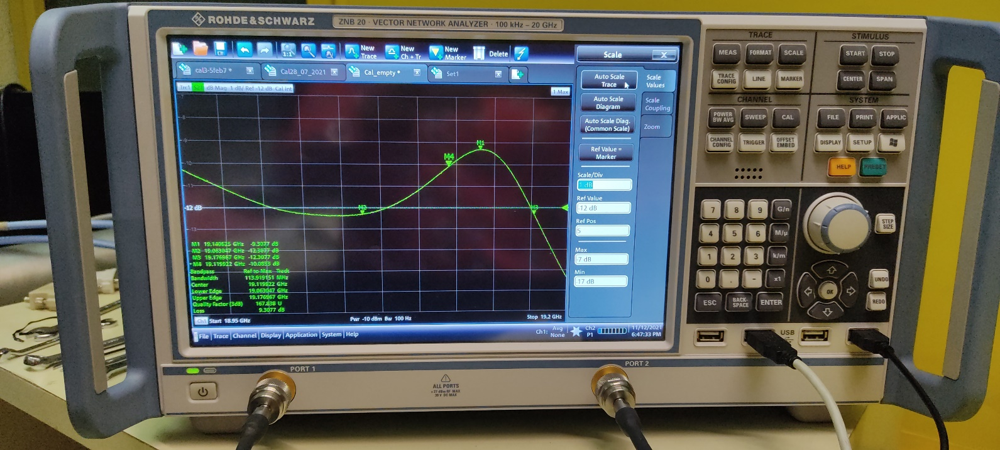 ROHDE & SCHWARZ
ZNB 20 · VECTOR NETWORK ANALYZER · 100 kHz – 20 GHz
1:1
New Trace
New Ch + Tr
New Marker
Delete
cal3-5feb7 *
Cal28_07_2021
Cal_empty *
Set1
Trc1 S21 dB Mag 1 dB/ Ref -12 dB Cal int
1 Max
-7
-8
-9
-10
-11
-12 dB
-13
M1
M4
M2
M3
M1 19.140625 GHz -9.3077 dB
M2 19.063047 GHz -12.3077 dB
M3 19.176967 GHz -12.3077 dB
M4 19.119922 GHz
Bandpass Ref to Max Track
Bandwidth 113.919151 MHz
Center 19.119922 GHz
Lower Edge 19.063047 GHz
Upper Edge 19.176967 GHz
Quality Factor (3dB) 167.838 U
Loss 9.3077 dB
Ch1 Start 18.95 GHz
Pwr -10 dBm Bw 100 Hz
Stop 19.2 GHz
File Trace Channel Display Application System Help
Ch1: Avg None
Ch2 P1
11/12/2021
6:47:33 PM
Scale
Auto Scale Trace
Auto Scale Diagram
Auto Scale Diag. (Common Scale)
Ref Value = Marker
Scale/Div
1 dB
Ref Value
-12 dB
Ref Pos
5
Max
-7 dB
Min
-17 dB
Scale Values
Scale Coupling
Zoom
TRACE
MEAS FORMAT SCALE
TRACE CONFIG LINE MARKER
STIMULUS
START STOP
CENTER SPAN
CHANNEL
POWER BW AVG SWEEP CAL
CHANNEL CONFIG TRIGGER OFFSET EMBED
SYSTEM
FILE PRINT APPLIC
DISPLAY SETUP
HELP PRESET
7 8 9 G/n
4 5 6 M/µ
1 2 3 k/m
0 . - x1
ESC BACK-SPACE ENTER
STEP SIZE
OK
UNDO
REDO
USB
PORT 1
PORT 2
ALL PORTS
+27 dBm RF MAX
30 V DC MAX